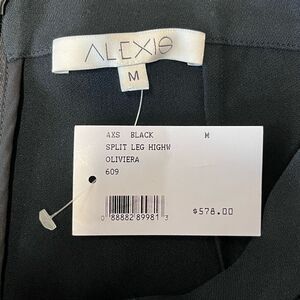 ALEXIS
M
AXS BLACK M
SPLIT LEG HIGHW
OLIVIERA
609
0 88882 89981 3
$578.00